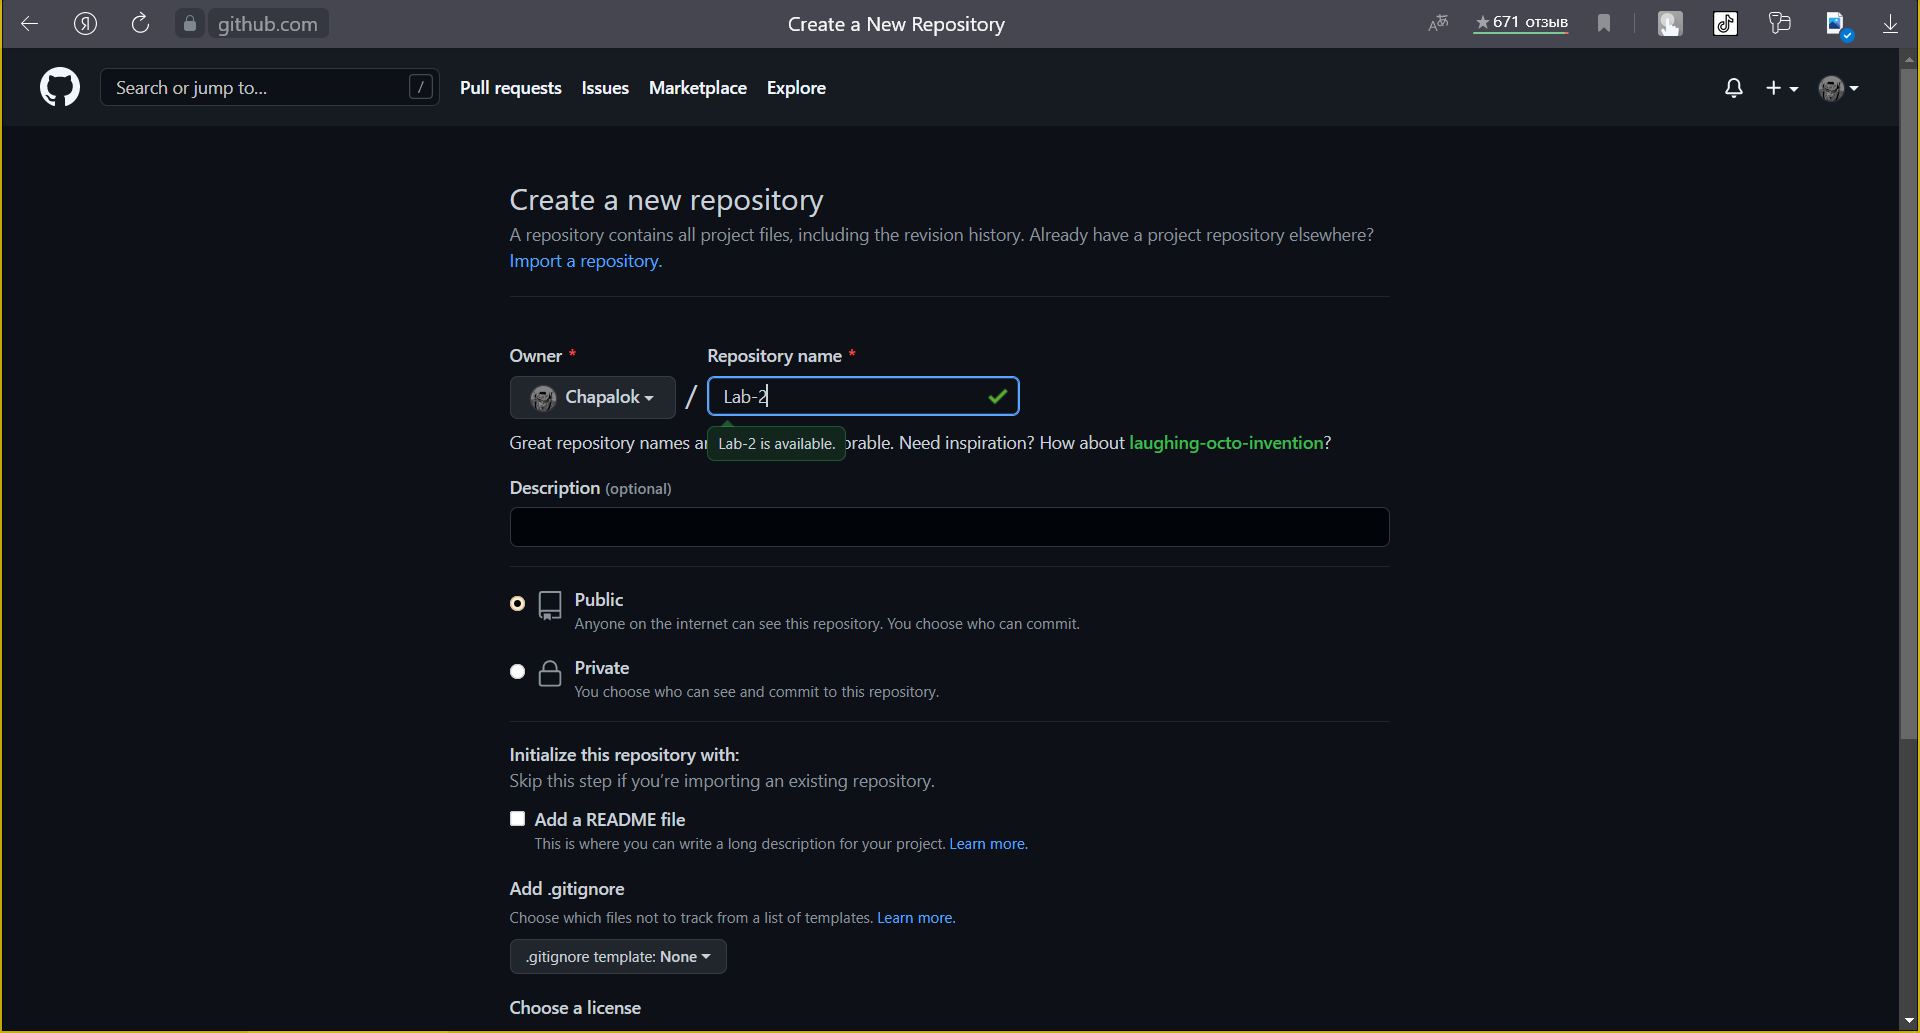 Я
github.com
Create a New Repository
★671 отзыв
Search or jump to...
/
Pull requests
Issues
Marketplace
Explore
Create a new repository
A repository contains all project files, including the revision history. Already have a project repository elsewhere?
Import a repository.
Owner *
Repository name *
Chapalok
/
Lab-2
Great repository names ar
Lab-2 is available.
orable. Need inspiration? How about laughing-octo-invention?
Description (optional)
Public
Anyone on the internet can see this repository. You choose who can commit.
Private
You choose who can see and commit to this repository.
Initialize this repository with:
Skip this step if you’re importing an existing repository.
Add a README file
This is where you can write a long description for your project. Learn more.
Add .gitignore
Choose which files not to track from a list of templates. Learn more.
.gitignore template: None
Choose a license